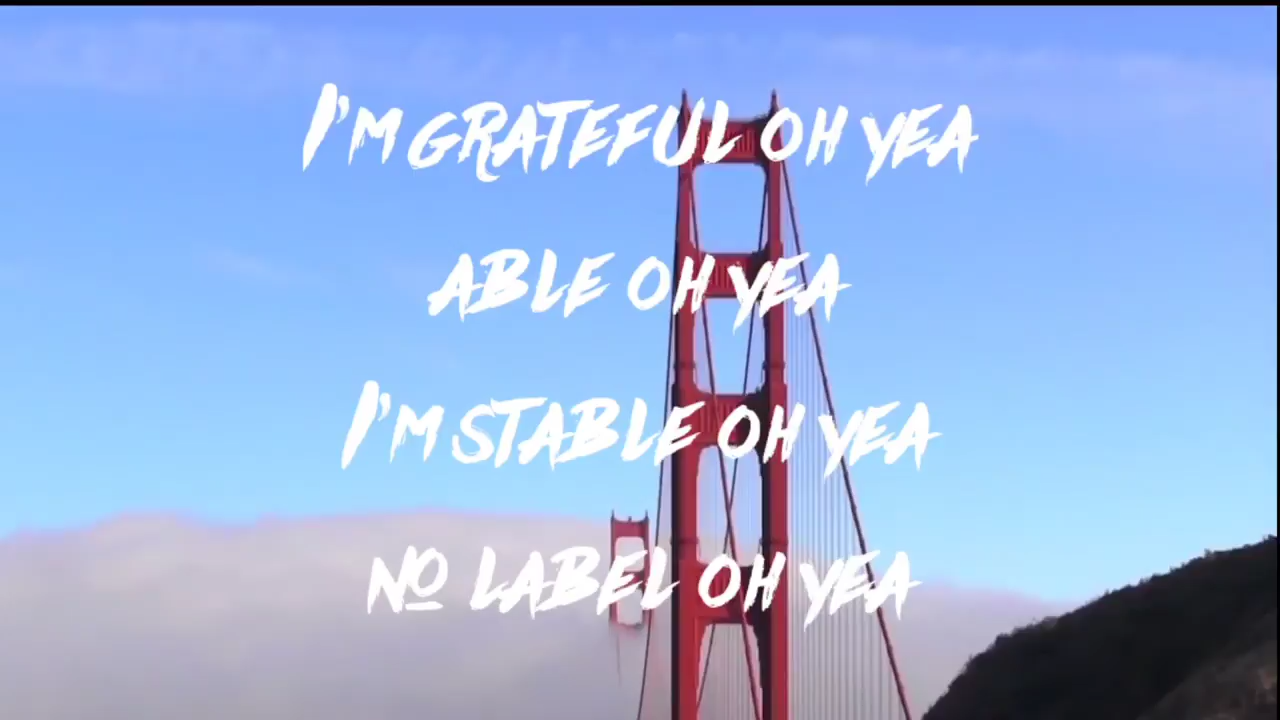 I'm grateful oh yea
able oh yea
I'm stable oh yea
no label oh yea